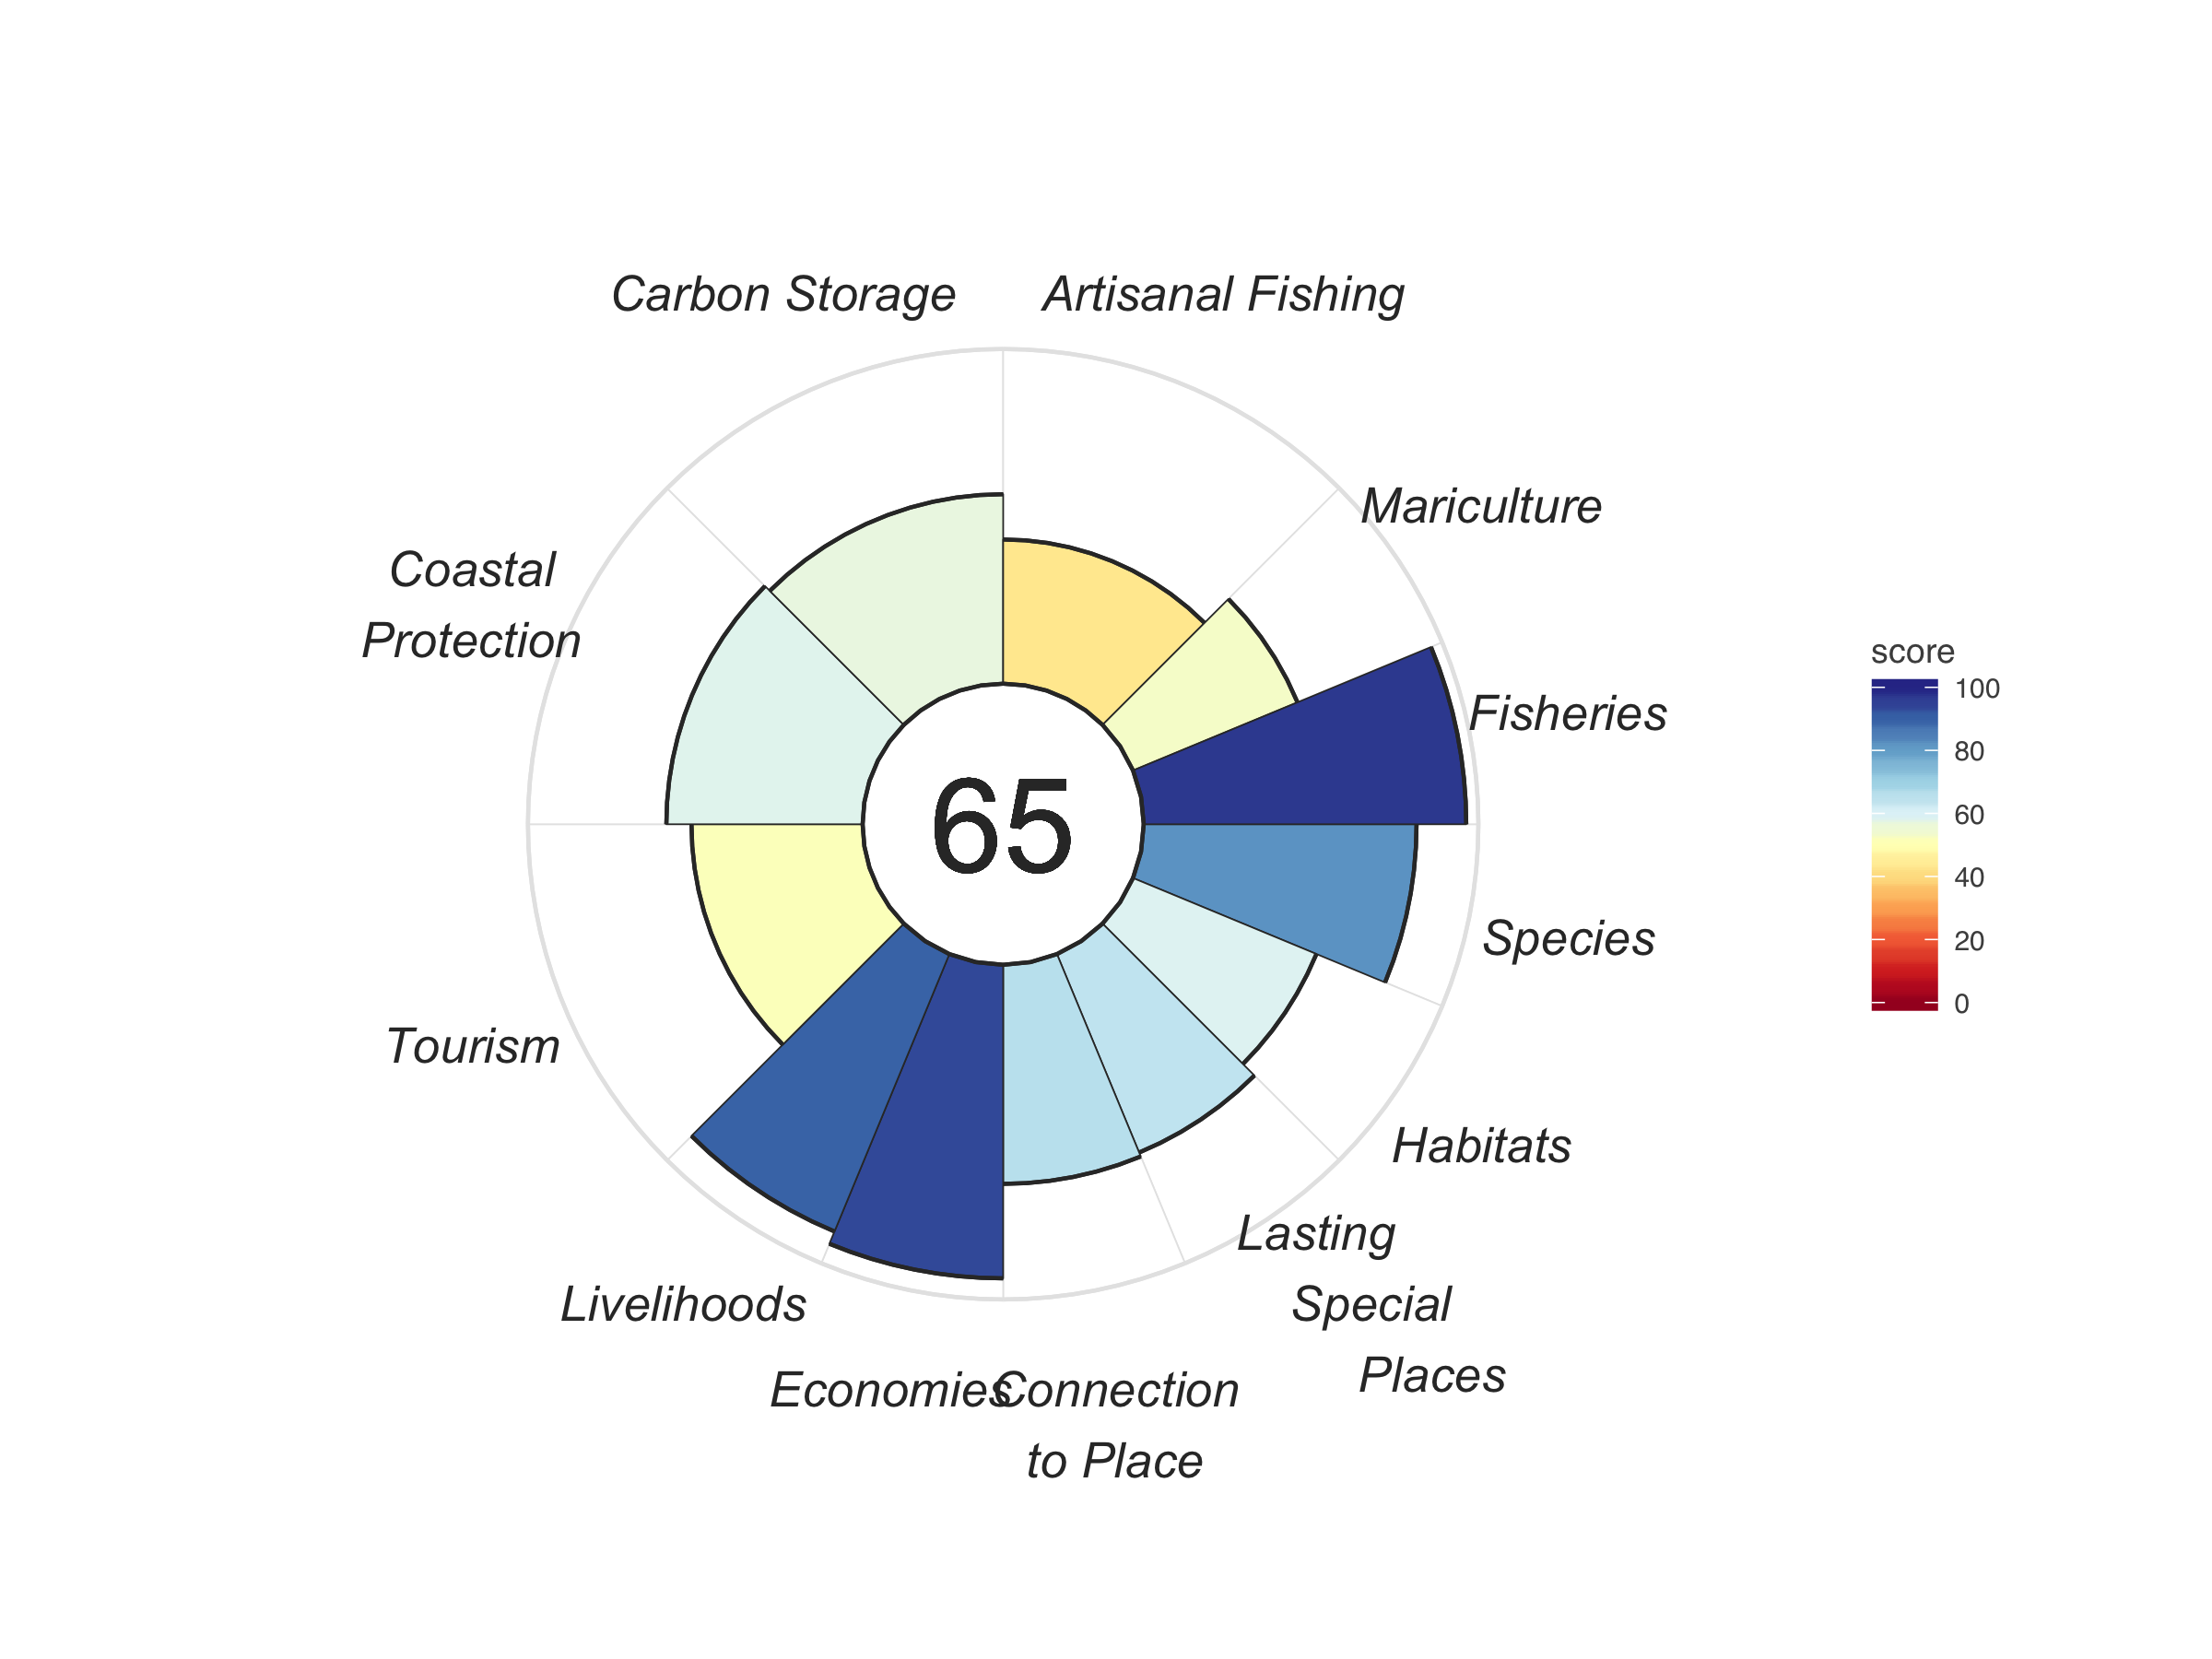 Carbon Storage
Artisanal Fishing
Mariculture
Coastal
Protection
Fisheries
score
100
80
60
40
20
0
65
Species
Tourism
Habitats
Lasting
Special
Places
Livelihoods
Economies
Connection
to Place